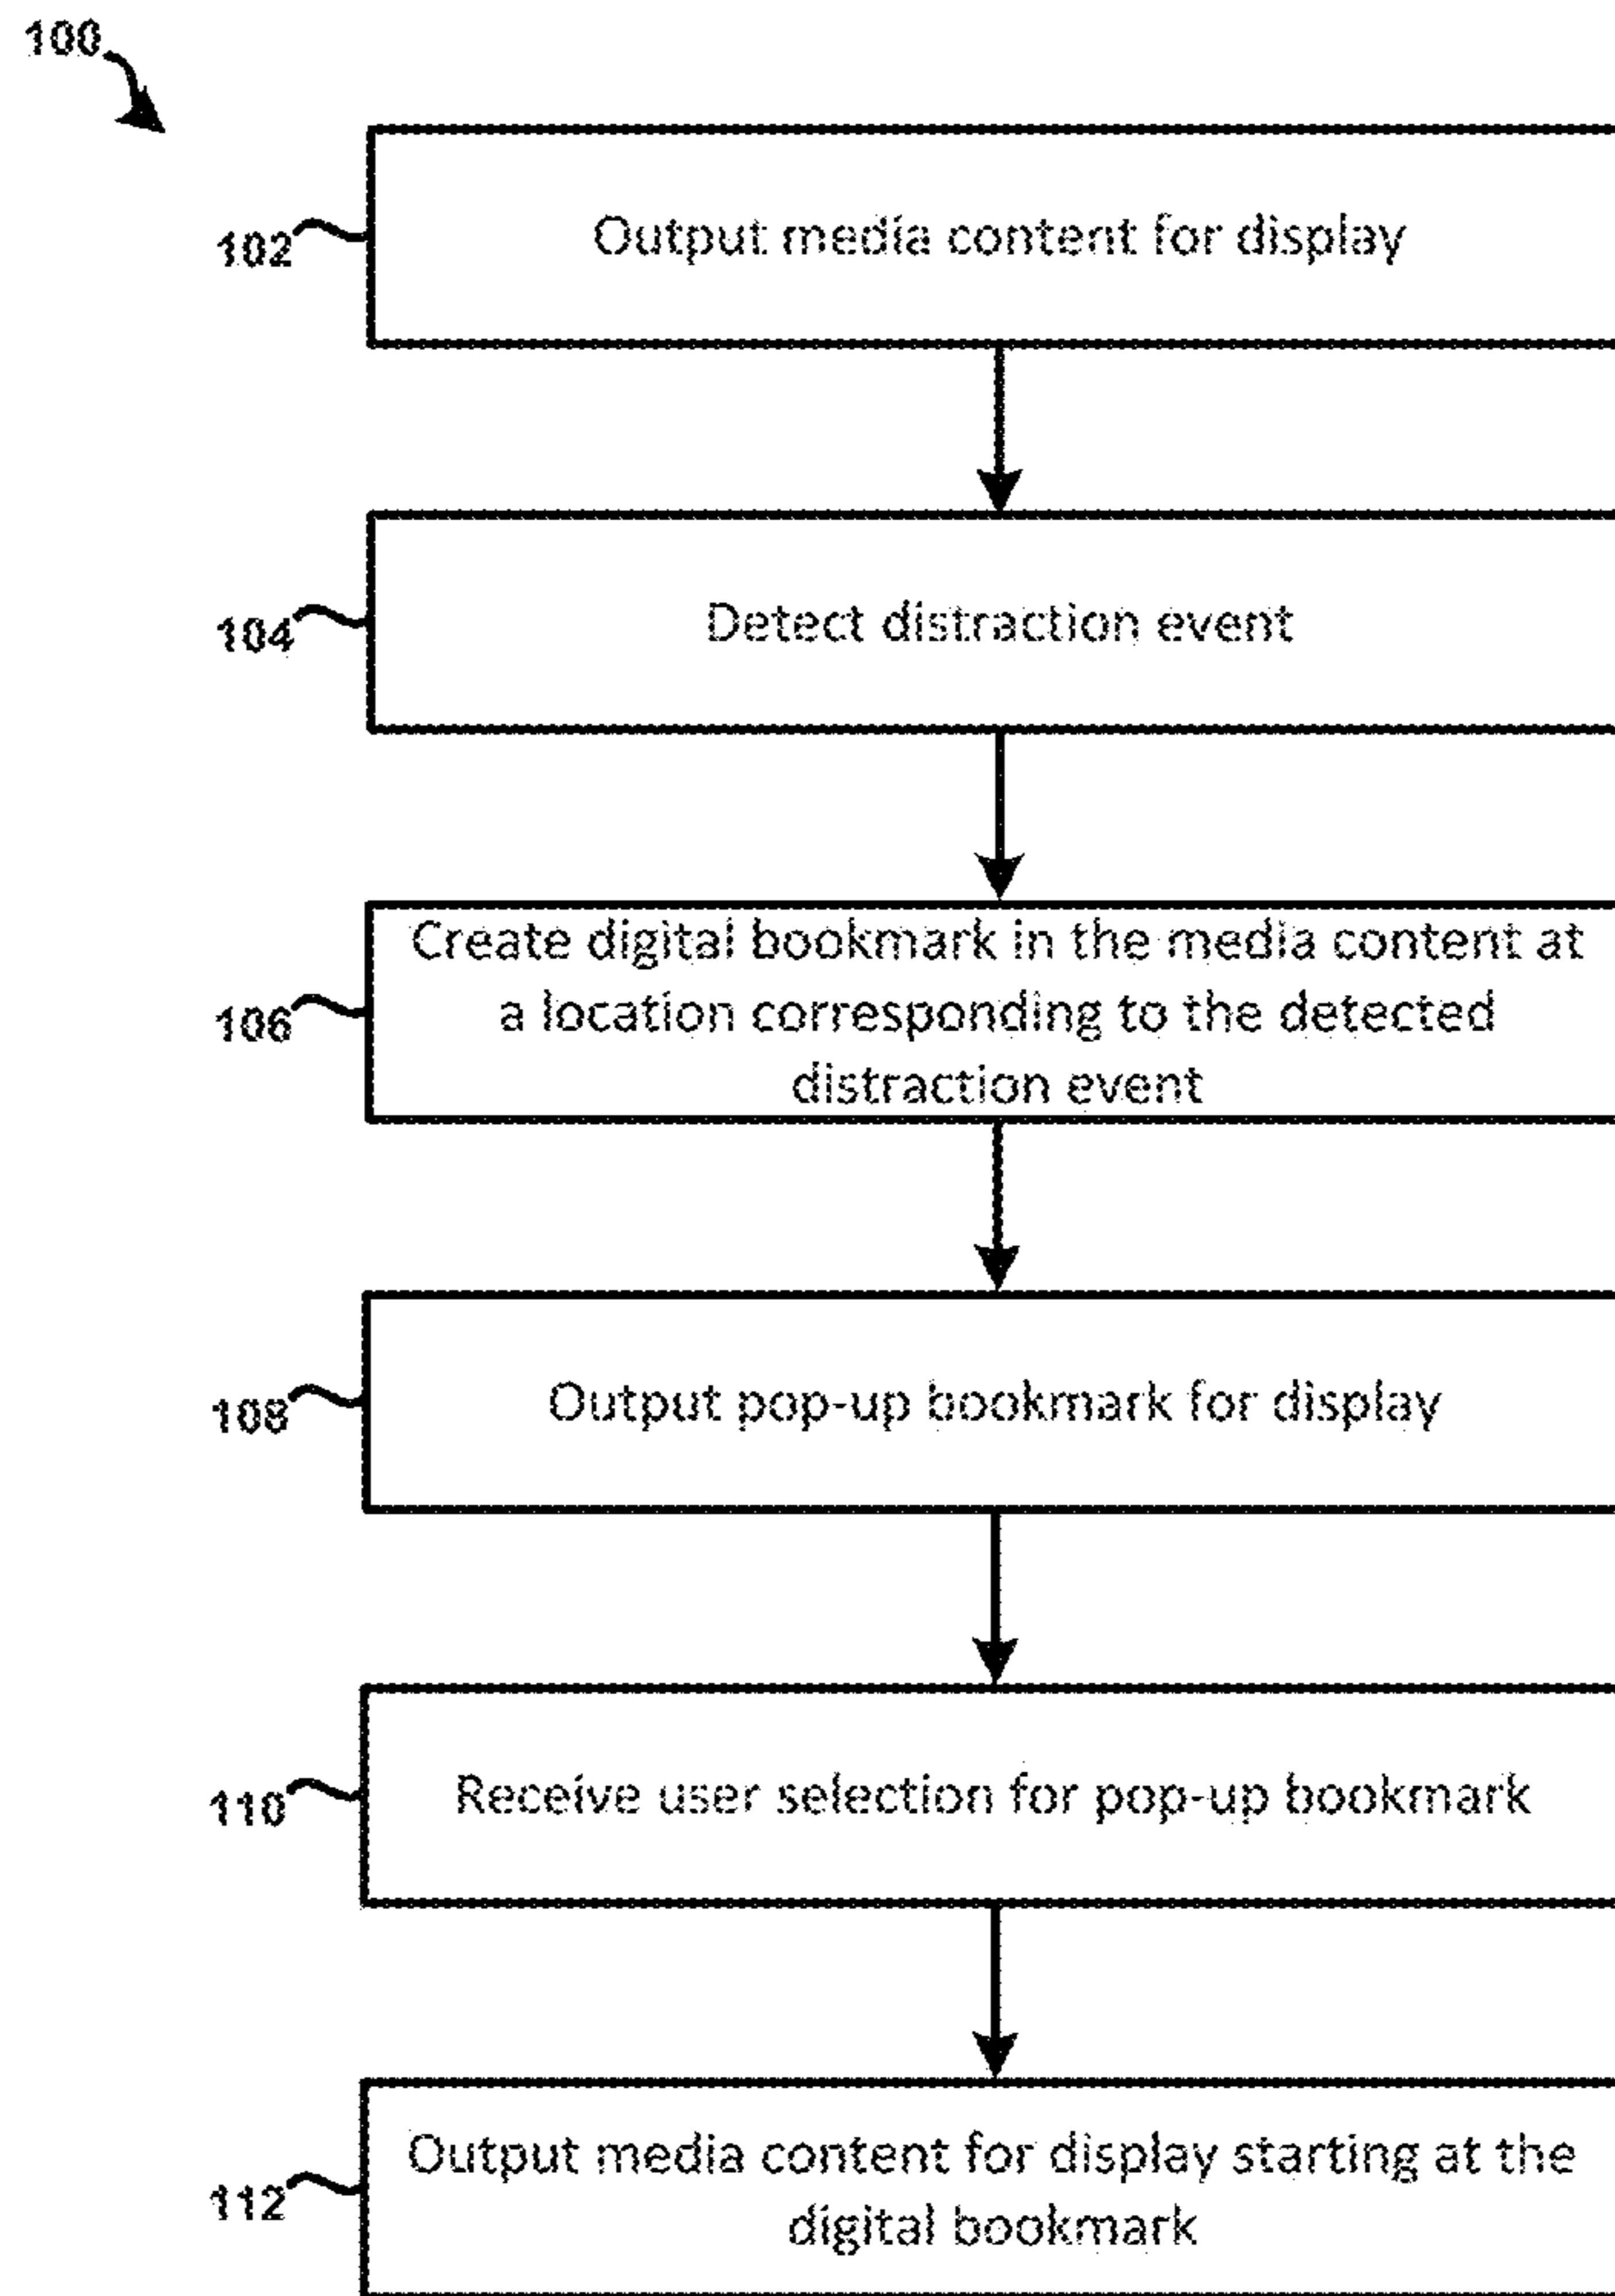 100
102
Output media content for display
104
Detect distraction event
Create digital bookmark in the media content at
106
a location corresponding to the detected
distraction event
108
Output pop-up bookmark for display
110
Receive user selection for pop-up bookmark
Output media content for display starting at the
112
digital bookmark